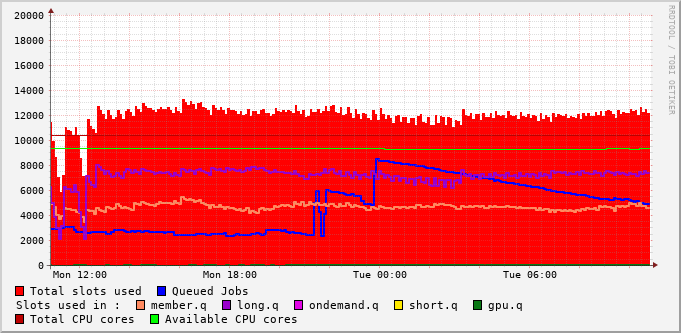 20000
18000
16000
14000
12000
10000
8000
6000
4000
2000
0
Mon 12:00 Mon 18:00 Tue 00:00 Tue 06:00
RRDTOOL / TOBI OETIKER
Total slots used Queued Jobs
Slots used in : member.q long.q ondemand.q short.q gpu.q
Total CPU cores Available CPU cores